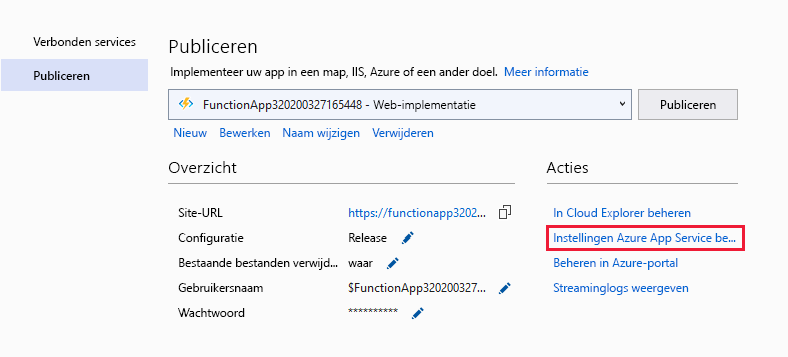 Verbonden services
Publiceren
Publiceren
Implementeer uw app in een map, IIS, Azure of een ander doel. Meer informatie
FunctionApp320200327165448 - Web-implementatie
Publiceren
Nieuw Bewerken Naam wijzigen Verwijderen
Overzicht
Acties
Site-URL https://functionapp3202... In Cloud Explorer beheren
Configuratie Release Instellingen Azure App Service be...
Bestaande bestanden verwijd... waar Beheren in Azure-portal
Gebruikersnaam $FunctionApp320200327... Streaminglogs weergeven
Wachtwoord **********